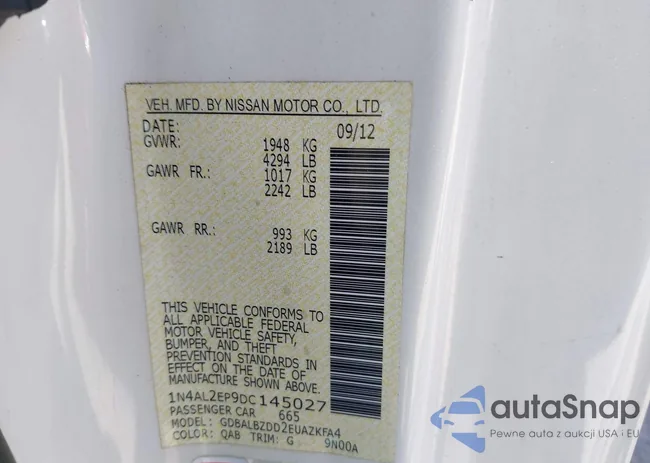 VEH. MFD. BY NISSAN MOTOR CO., LTD.
DATE: 09/12
GVWR: 1948 KG
4294 LB
GAWR FR.: 1017 KG
2242 LB
GAWR RR.: 993 KG
2189 LB
THIS VEHICLE CONFORMS TO
ALL APPLICABLE FEDERAL
MOTOR VEHICLE SAFETY,
BUMPER, AND THEFT
PREVENTION STANDARDS IN
EFFECT ON THE DATE OF
MANUFACTURE SHOWN ABOVE.
1N4AL2EP9DC145027
PASSENGER CAR 665
MODEL: GDBALBZDD2EUAZKFA4
COLOR: QAB TRIM: G 9N00A
autoSnap
Pewne auta z aukcji USA i EU